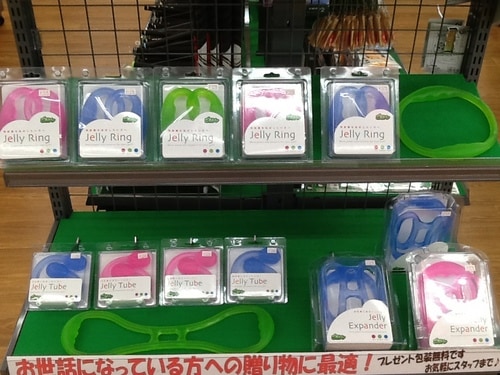 Jelly Ring
Jelly Ring
Jelly Ring
Jelly Ring
Jelly Ring
Jelly Tube
Jelly Tube
Jelly Tube
Jelly Tube
Jelly
Expander
Jelly
Expander
お世話になっている方への贈り物に最適！
プレゼント包装無料です
お気軽にスタッフまで♪